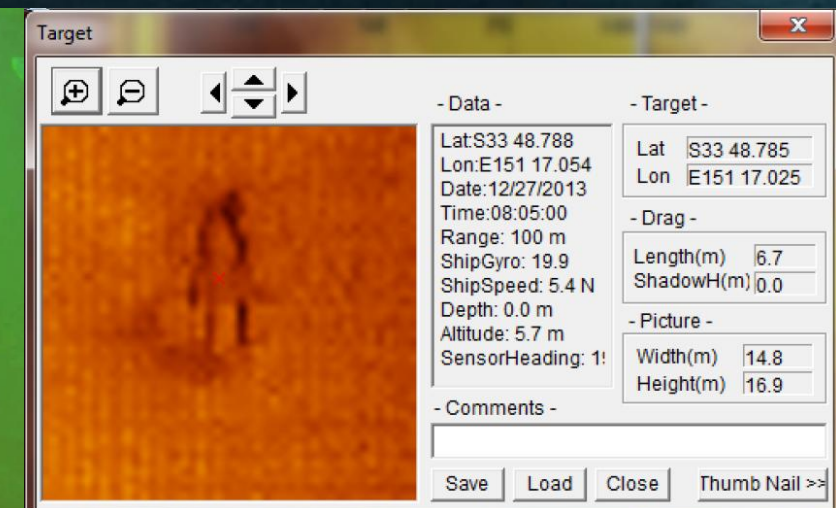 Target
x
- Data -
- Target -
Lat:S33 48.788
Lon:E151 17.054
Date:12/27/2013
Time:08:05:00
Range: 100 m
ShipGyro: 19.9
ShipSpeed: 5.4 N
Depth: 0.0 m
Altitude: 5.7 m
SensorHeading:
Lat S33 48.785
Lon E151 17.025
- Drag -
Length(m) 6.7
ShadowH(m) 0.0
- Picture -
Width(m) 14.8
Height(m) 16.9
- Comments -
Save Load Close Thumb Nail >>